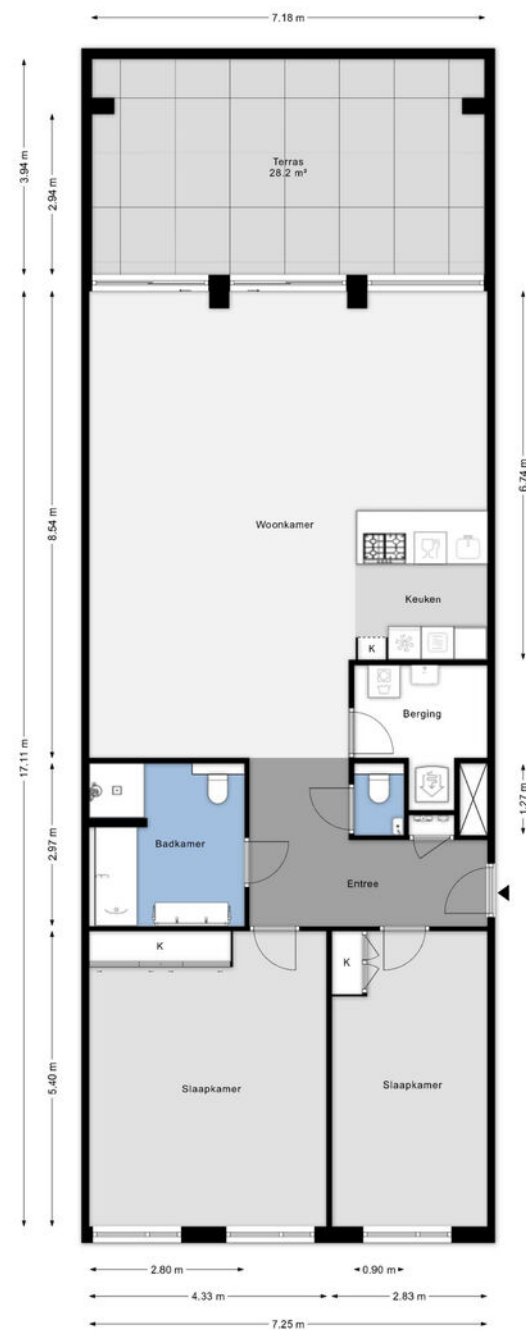 7.18 m
3.94 m
2.94 m
Terras
28.2 m²
8.54 m
6.74 m
Woonkamer
Keuken
K
Berging
17.11 m
2.97 m
1.27 m
Badkamer
Entree
K
K
5.40 m
Slaapkamer
Slaapkamer
2.80 m
0.90 m
4.33 m
2.83 m
7.25 m